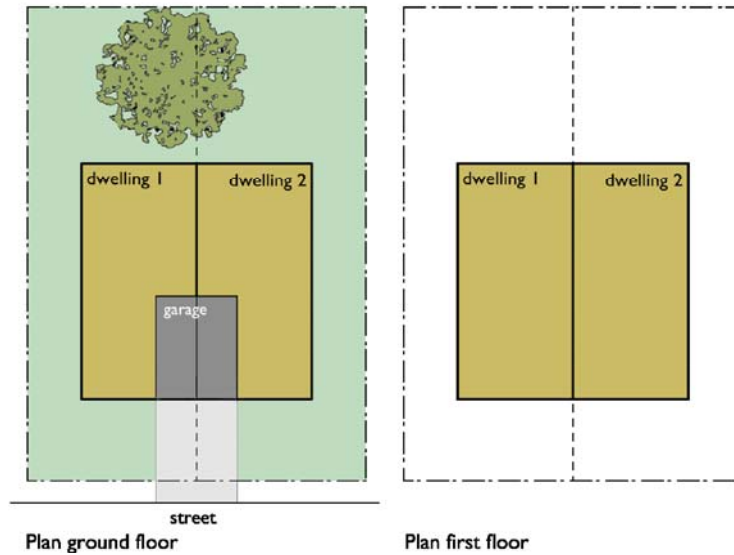 dwelling 1
dwelling 2
garage
street
Plan ground floor
dwelling 1
dwelling 2
Plan first floor